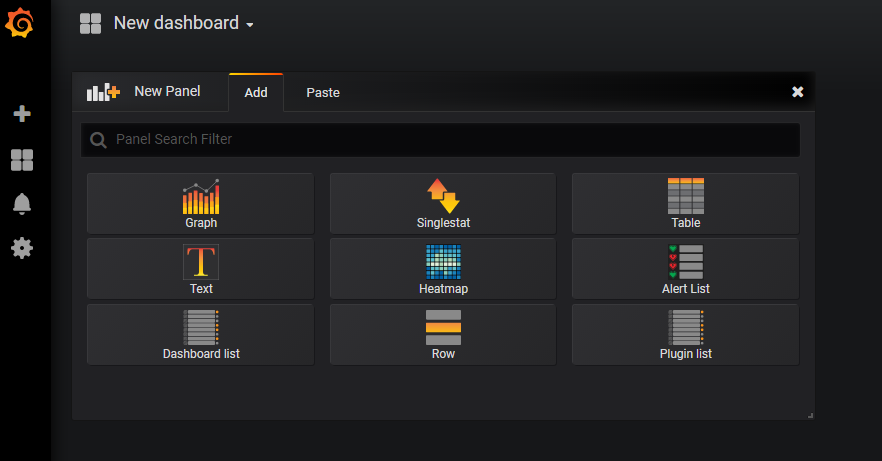 New dashboard
New Panel Add Paste
Panel Search Filter
Graph Singlestat Table
Text Heatmap Alert List
Dashboard list Row Plugin list